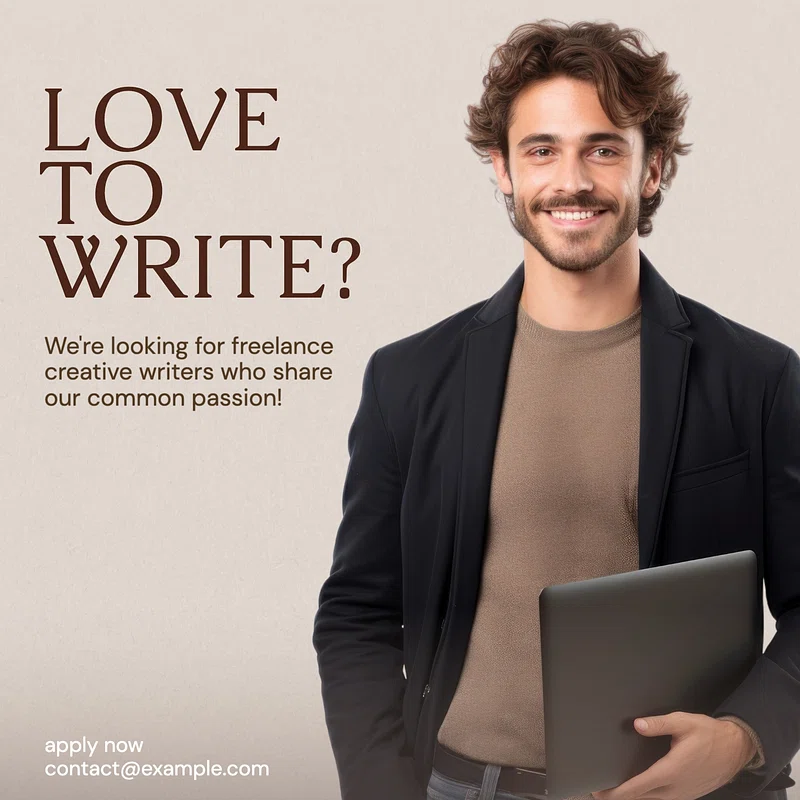 LOVE
TO
WRITE?
We're looking for freelance
creative writers who share
our common passion!
apply now
contact@example.com